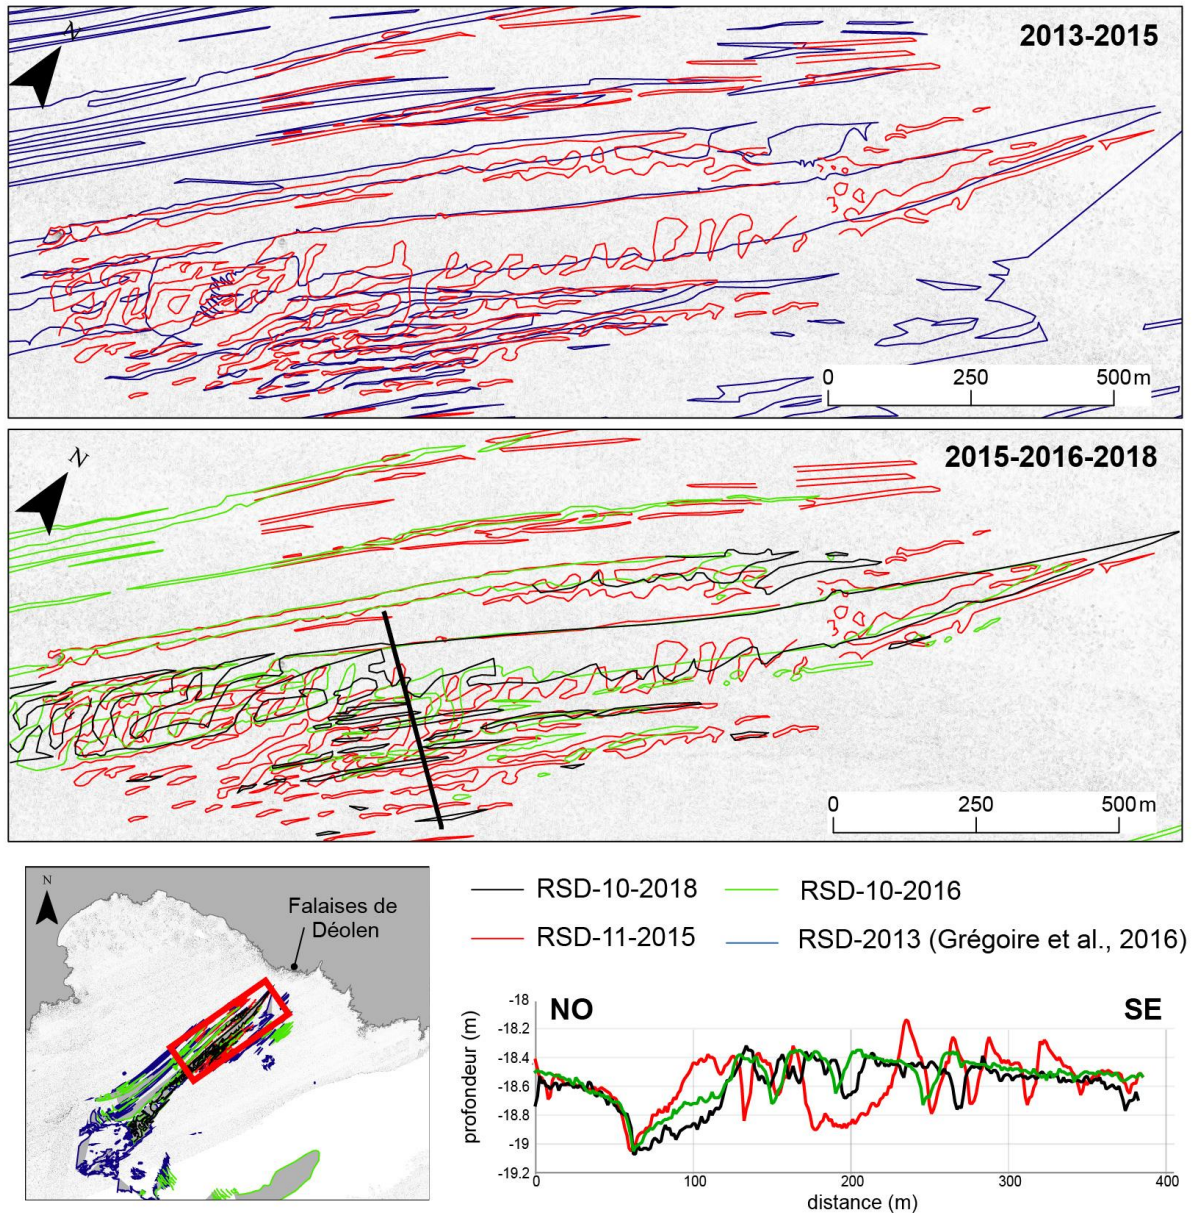 N
2013-2015
0 250 500 m
N
2015-2016-2018
0 250 500 m
N
Falaises de
Déolen
RSD-10-2018 RSD-10-2016
RSD-11-2015 RSD-2013 (Grégoire et al., 2016)
NO SE
profondeur (m)
-18
-18.2
-18.4
-18.6
-18.8
-19
-19.2
0 100 200 300 400
distance (m)